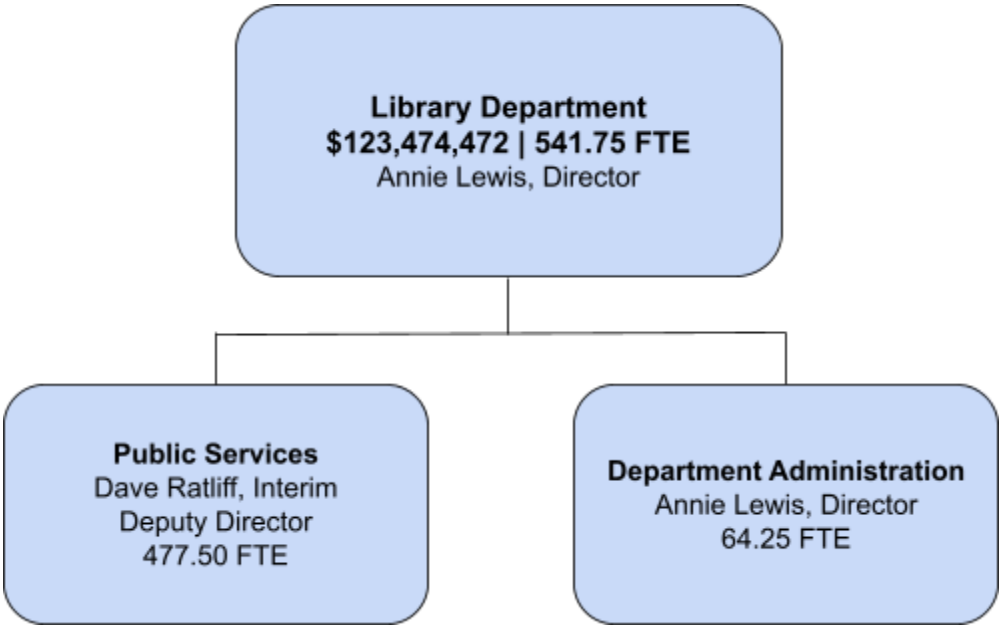 Library Department
$123,474,472 | 541.75 FTE
Annie Lewis, Director
Public Services
Dave Ratliff, Interim
Deputy Director
477.50 FTE
Department Administration
Annie Lewis, Director
64.25 FTE